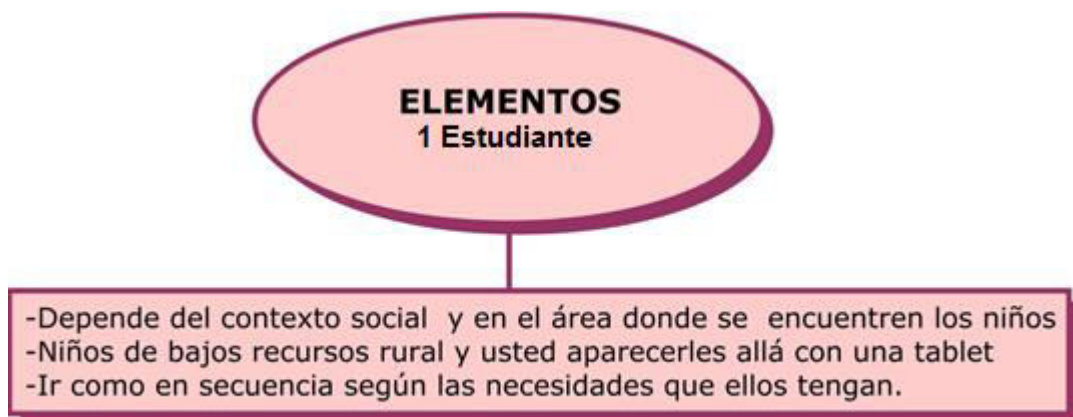 ELEMENTOS
1 Estudiante
-Depende del contexto social y en el área donde se encuentren los niños
-Niños de bajos recursos rural y usted aparecerles allá con una tablet
-Ir como en secuencia según las necesidades que ellos tengan.